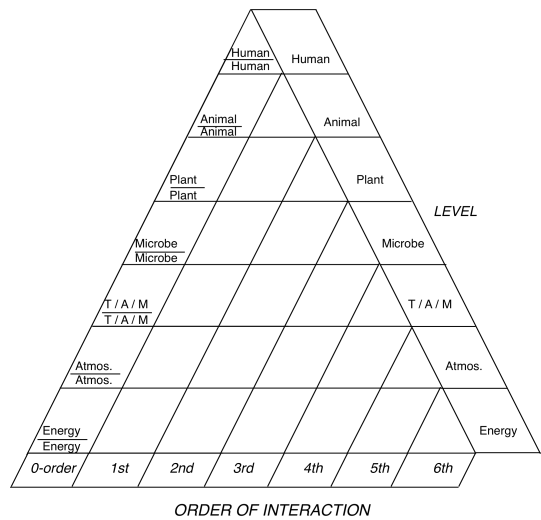 Human
Human
Human
Animal
Animal
Animal
Plant
Plant
Plant
LEVEL
Microbe
Microbe
Microbe
T / A / M
T / A / M
T / A / M
Atmos.
Atmos.
Atmos.
Energy
Energy
Energy
0-order 1st 2nd 3rd 4th 5th 6th
ORDER OF INTERACTION